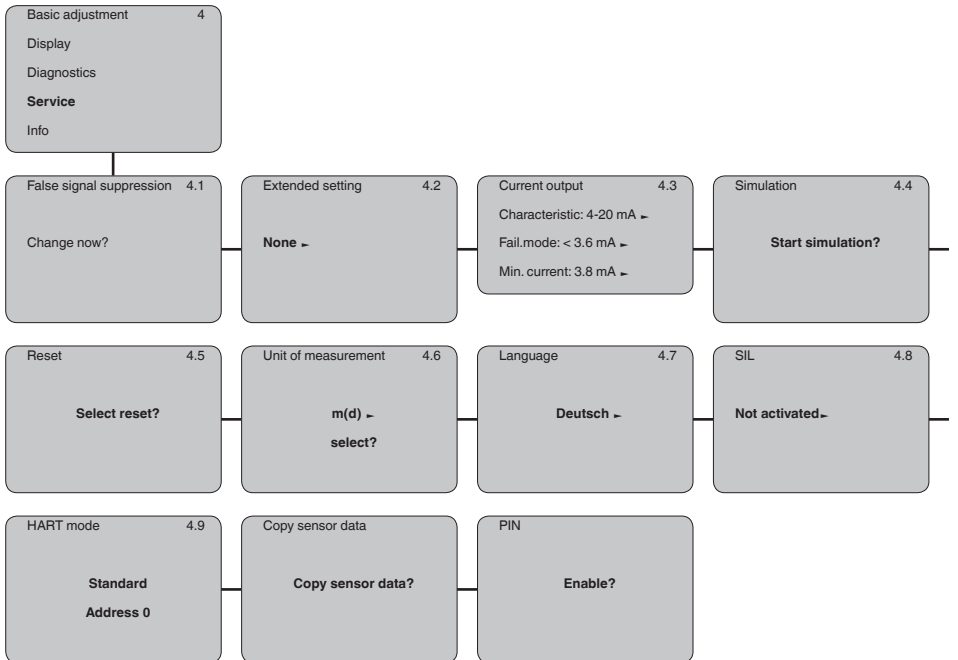 Basic adjustment 4
Display
Diagnostics
Service
Info
False signal suppression 4.1
Change now?
Extended setting 4.2
None ►
Current output 4.3
Characteristic: 4-20 mA ►
Fail.mode: < 3.6 mA ►
Min. current: 3.8 mA ►
Simulation 4.4
Start simulation?
Reset 4.5
Select reset?
Unit of measurement 4.6
m(d) ►
select?
Language 4.7
Deutsch ►
SIL 4.8
Not activated►
HART mode 4.9
Standard
Address 0
Copy sensor data
Copy sensor data?
PIN
Enable?